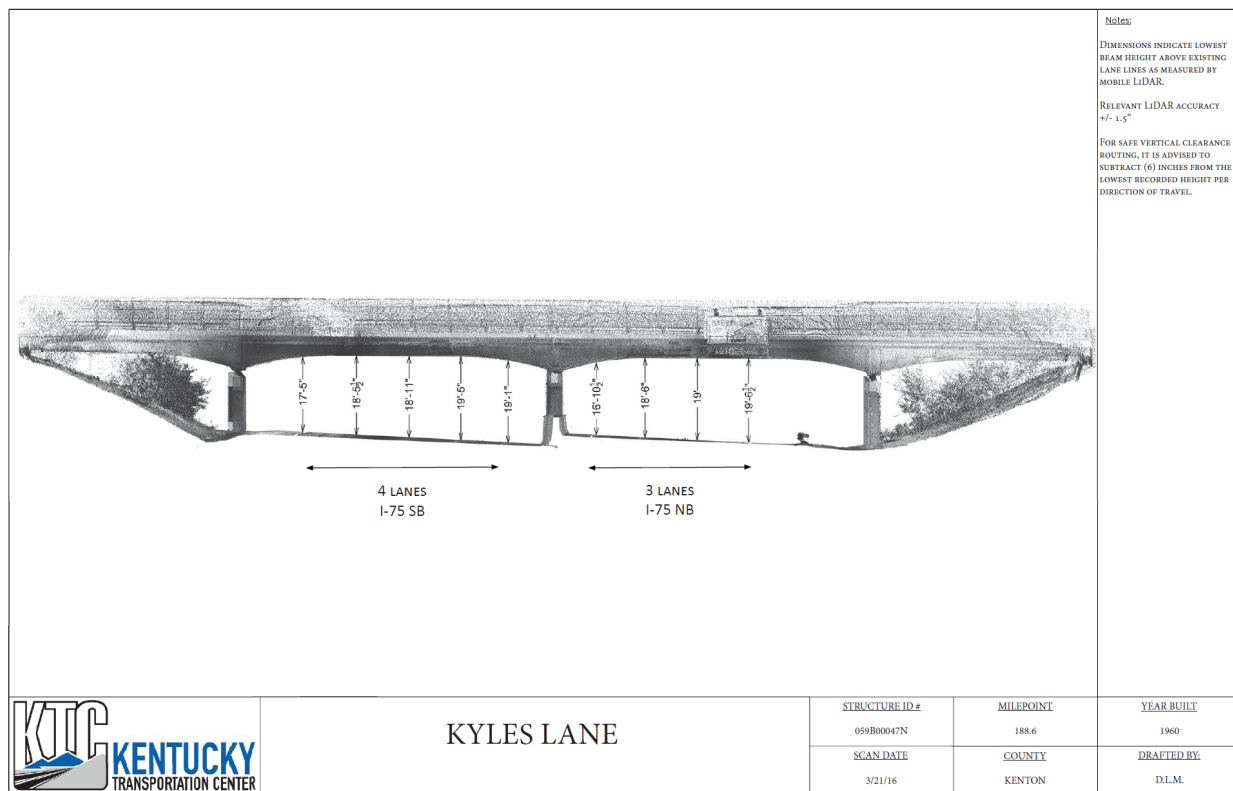 Notes:
DIMENSIONS INDICATE LOWEST
BEAM HEIGHT ABOVE EXISTING
LANE LINES AS MEASURED BY
MOBILE LIDAR.
RELEVANT LIDAR ACCURACY
+/- 1.5"
FOR SAFE VERTICAL CLEARANCE
ROUTING, IT IS ADVISED TO
SUBTRACT (6) INCHES FROM THE
LOWEST RECORDED HEIGHT PER
DIRECTION OF TRAVEL.
17'-5"
18'-5½"
18'-11"
19'-5"
19'-1"
16'-10½"
18'-6"
19'
19'-6½"
4 LANES
I-75 SB
3 LANES
I-75 NB
KTC
KENTUCKY
TRANSPORTATION CENTER
KYLES LANE
STRUCTURE ID #
059B00047N
MILEPOINT
188.6
YEAR BUILT
1960
SCAN DATE
3/21/16
COUNTY
KENTON
DRAFTED BY:
D.L.M.